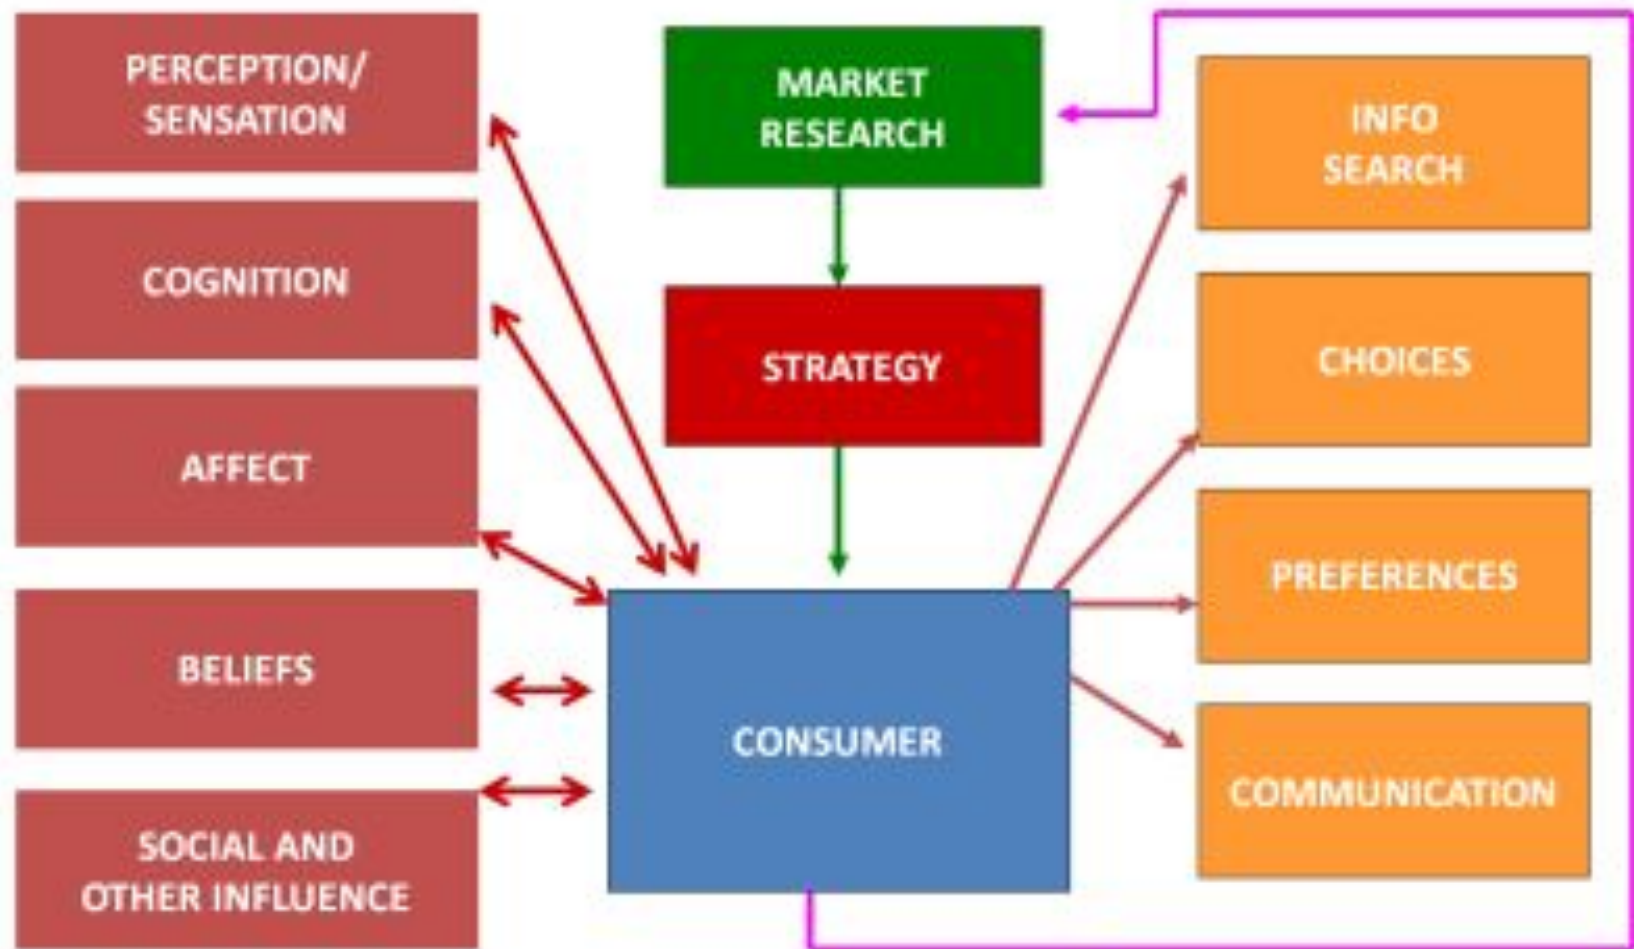 PERCEPTION/
SENSATION
COGNITION
AFFECT
BELIEFS
SOCIAL AND
OTHER INFLUENCE
MARKET
RESEARCH
STRATEGY
CONSUMER
INFO
SEARCH
CHOICES
PREFERENCES
COMMUNICATION